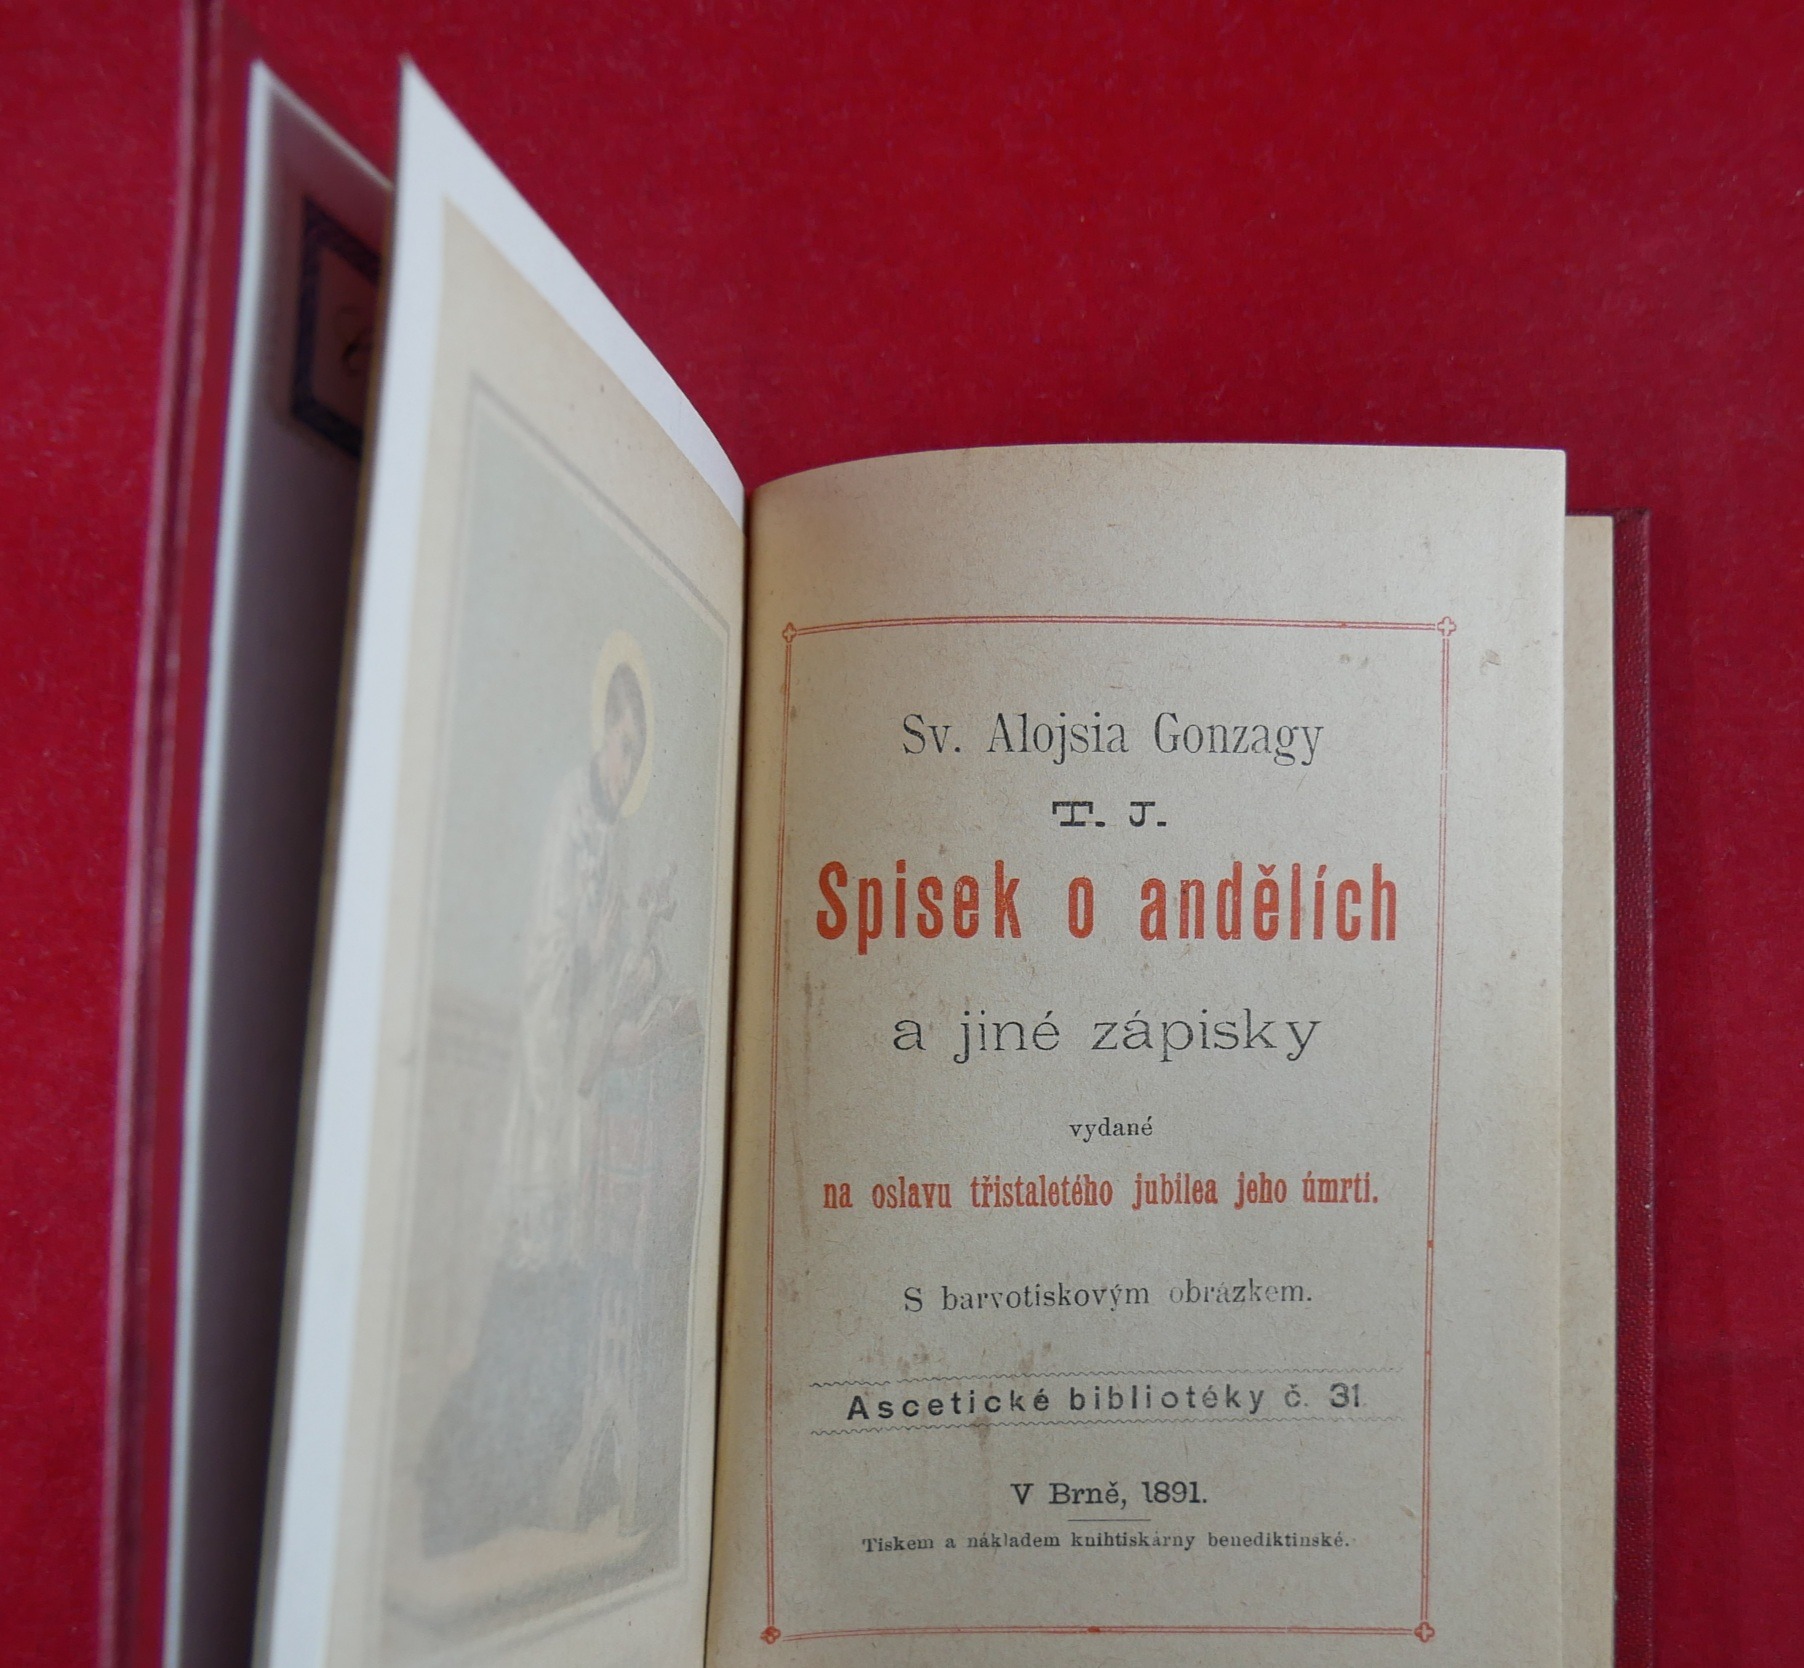 Sv. Alojsia Gonzagy
T. J.
Spisek o andělích
a jiné zápisky
vydané
na oslavu třistaletého jubilea jeho úmrtí.
S barvotiskovým obrázkem.
Ascetické bibliotéky č. 31
V Brně, 1891.
Tiskem a nákladem knihtiskárny benediktinské.